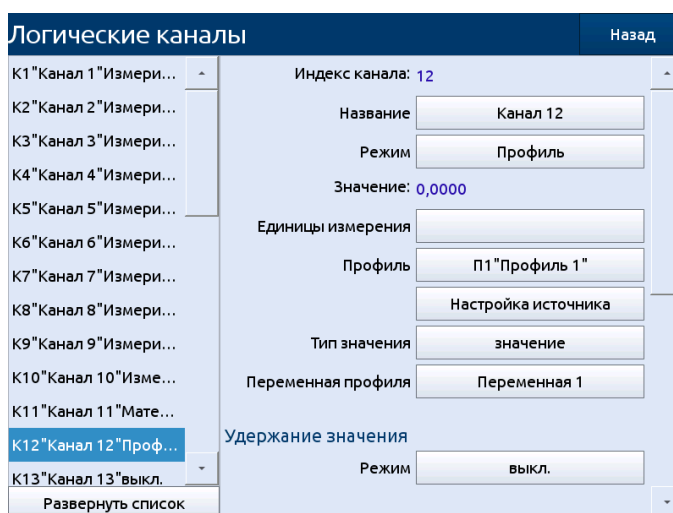 Логические каналы
Назад
К1"Канал 1"Измери...
К2"Канал 2"Измери...
К3"Канал 3"Измери...
К4"Канал 4"Измери...
К5"Канал 5"Измери...
К6"Канал 6"Измери...
К7"Канал 7"Измери...
К8"Канал 8"Измери...
К9"Канал 9"Измери...
К10"Канал 10"Изме...
К11"Канал 11"Мате...
К12"Канал 12"Проф...
К13"Канал 13"выкл.
Развернуть список
Индекс канала: 12
Название Канал 12
Режим Профиль
Значение: 0,0000
Единицы измерения
Профиль П1"Профиль 1"
Настройка источника
Тип значения значение
Переменная профиля Переменная 1
Удержание значения
Режим выкл.